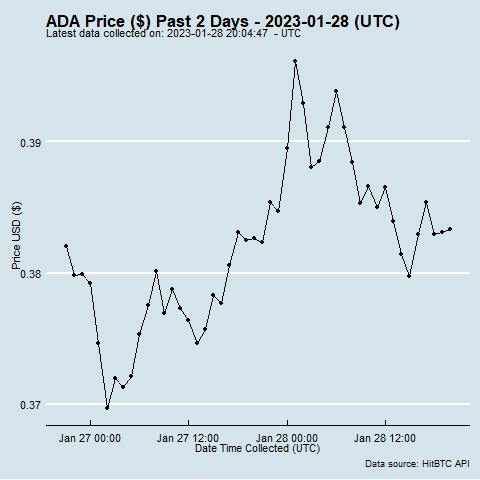 ADA Price ($) Past 2 Days - 2023-01-28 (UTC)
Latest data collected on: 2023-01-28 20:04:47 - UTC
0.39
Price USD ($)
0.38
0.37
Jan 27 00:00
Jan 27 12:00
Jan 28 00:00
Jan 28 12:00
Date Time Collected (UTC)
Data source: HitBTC API